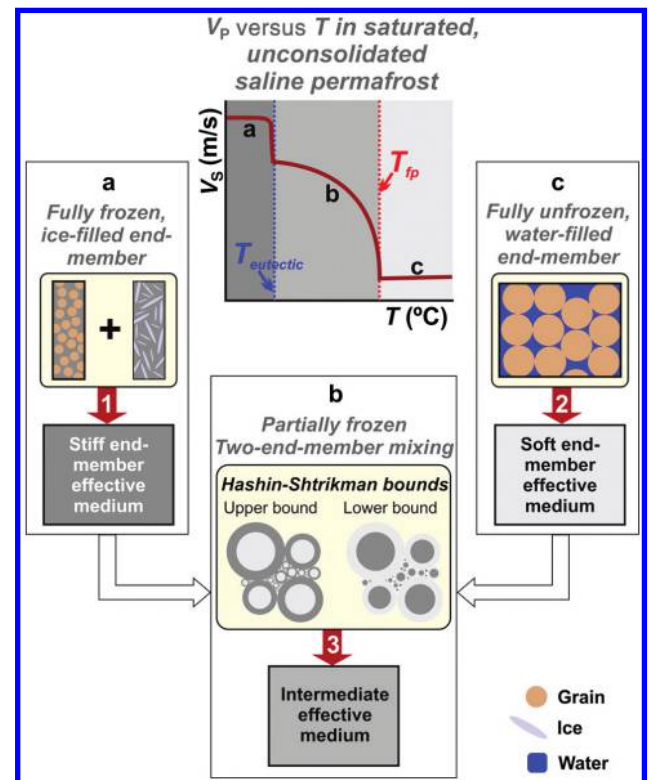 V_P versus T in saturated,
unconsolidated
saline permafrost
V_S (m/s)
a
b
c
T_fp
T_eutectic
T (ºC)
a
Fully frozen,
ice-filled end-
member
+
1
Stiff end-
member
effective
medium
b
Partially frozen
Two-end-member mixing
Hashin-Shtrikman bounds
Upper bound
Lower bound
3
Intermediate
effective
medium
c
Fully unfrozen,
water-filled
end-member
2
Soft end-
member
effective
medium
Grain
Ice
Water